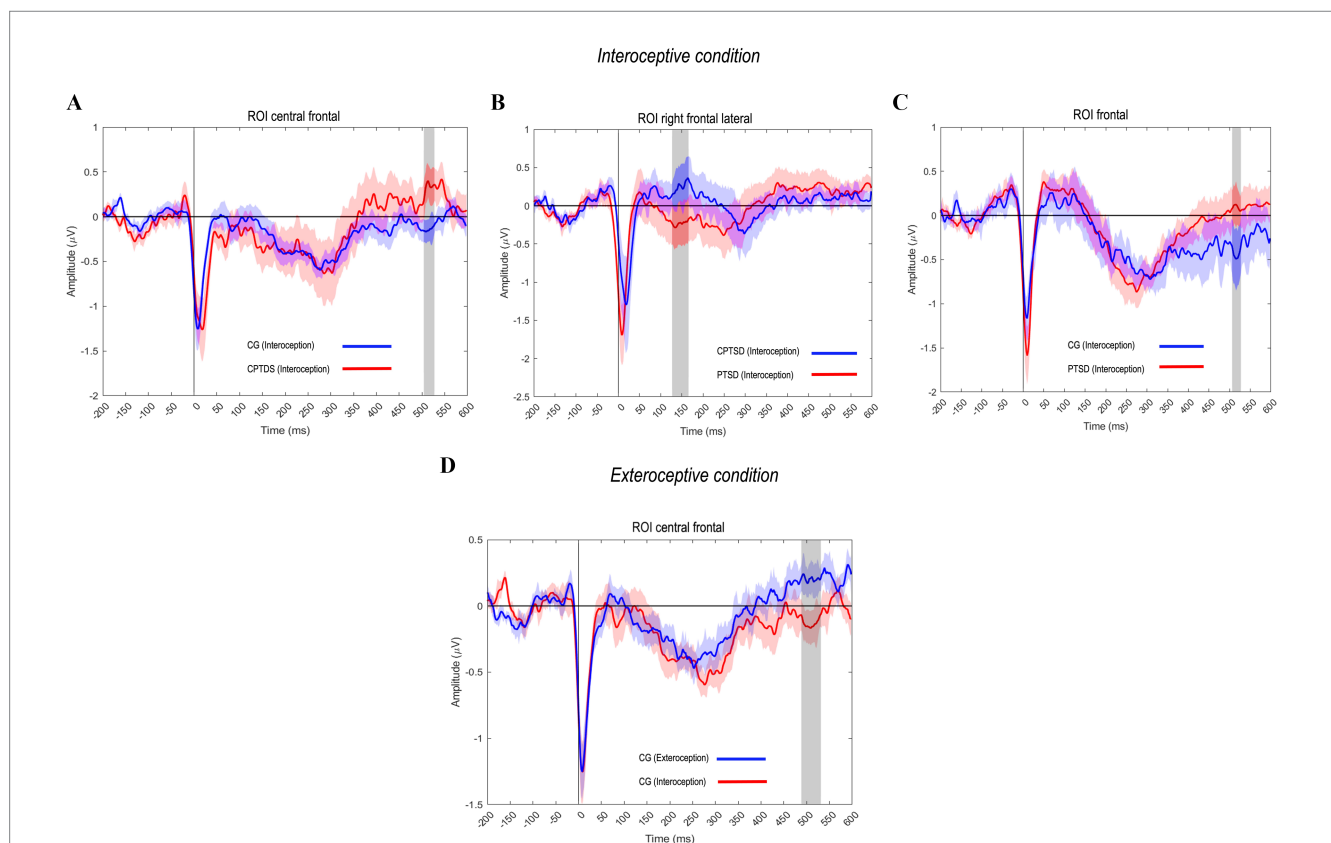 Interoceptive condition
A
ROI central frontal
1
0.5
0
-0.5
-1
-1.5
-2
Amplitude (μV)
CG (Interoception)
CPTDS (Interoception)
-200 -150 -100 -50 0 50 100 150 200 250 300 350 400 450 500 550 600
Time (ms)
B
ROI right frontal lateral
1
0.5
0
-0.5
-1
-1.5
-2
-2.5
Amplitude (μV)
CPTSD (Interoception)
PTSD (Interoception)
-200 -150 -100 -50 0 50 100 150 200 250 300 350 400 450 500 550 600
Time (ms)
C
ROI frontal
1
0.5
0
-0.5
-1
-1.5
-2
Amplitude (μV)
CG (Interoception)
PTSD (Interoception)
-200 -150 -100 -50 0 50 100 150 200 250 300 350 400 450 500 550 600
Time (ms)
D
Exteroceptive condition
ROI central frontal
0.5
0
-0.5
-1
-1.5
Amplitude (μV)
CG (Exteroception)
CG (Interoception)
-200 -150 -100 -50 0 50 100 150 200 250 300 350 400 450 500 550 600
Time (ms)